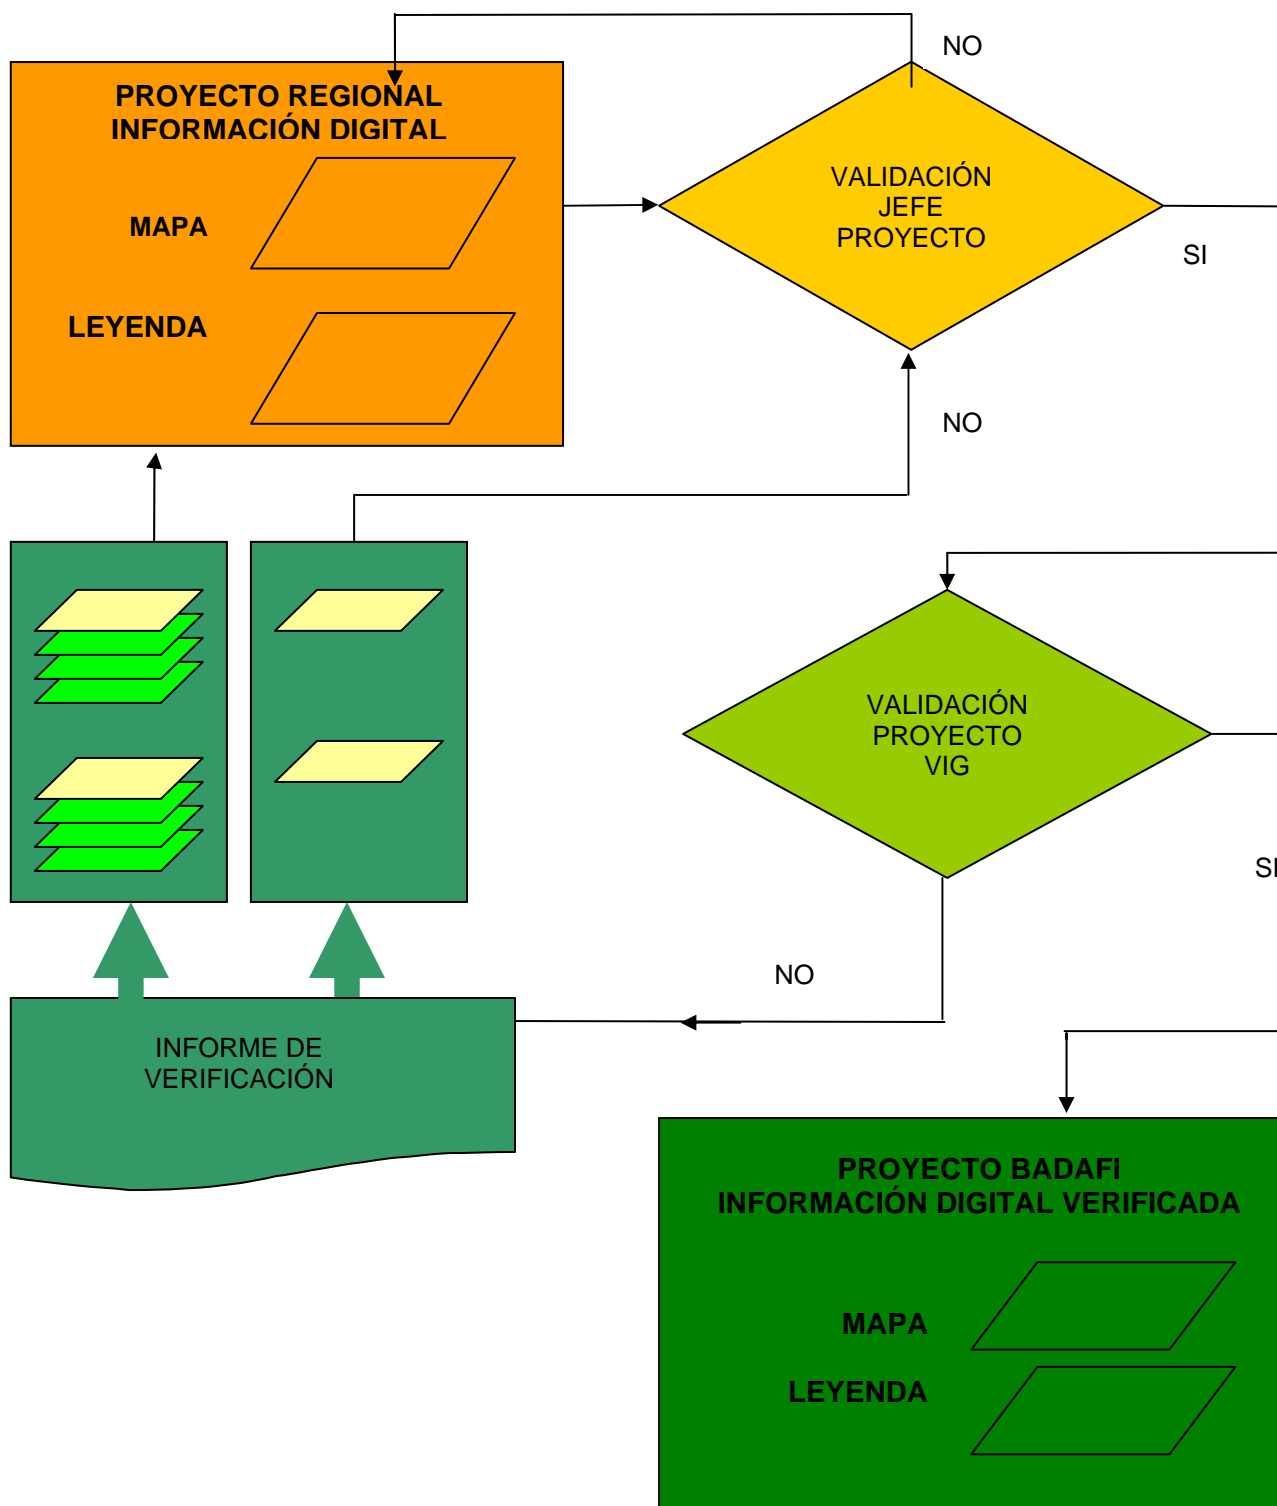 NO
PROYECTO REGIONAL
INFORMACIÓN DIGITAL
MAPA
LEYENDA
VALIDACIÓN
JEFE
PROYECTO
SI
NO
VALIDACIÓN
PROYECTO
VIG
SI
NO
INFORME DE
VERIFICACIÓN
PROYECTO BADAFI
INFORMACIÓN DIGITAL VERIFICADA
MAPA
LEYENDA